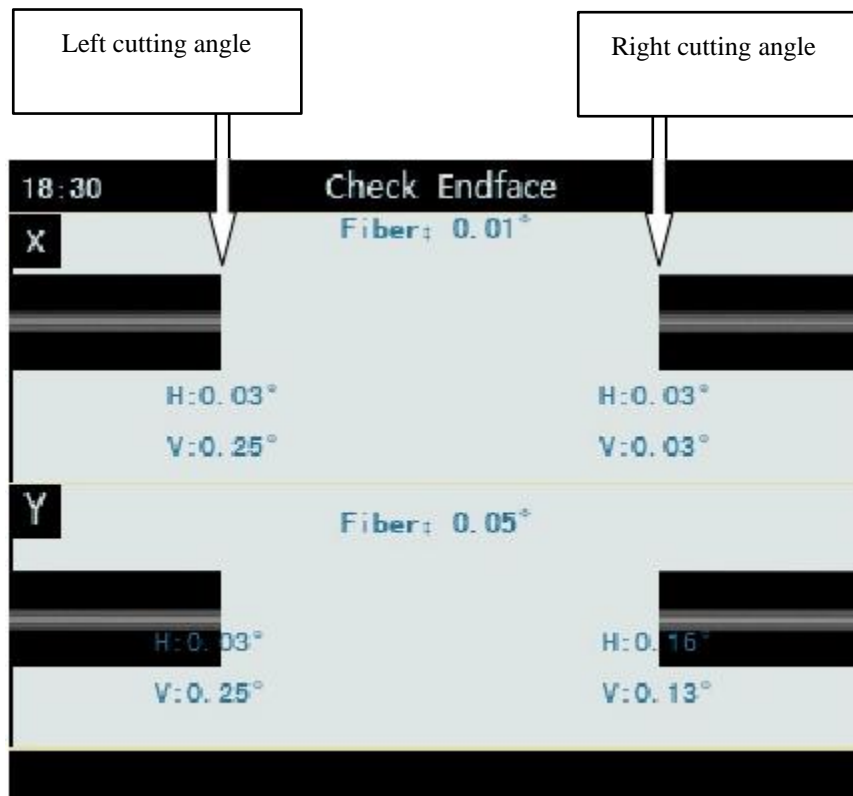 Left cutting angle
Right cutting angle
18:30 Check Endface
X
Fiber: 0.01°
H:0.03° H:0.03°
V:0.25° V:0.03°
Y
Fiber: 0.05°
H:0.03° H:0.16°
V:0.25° V:0.13°